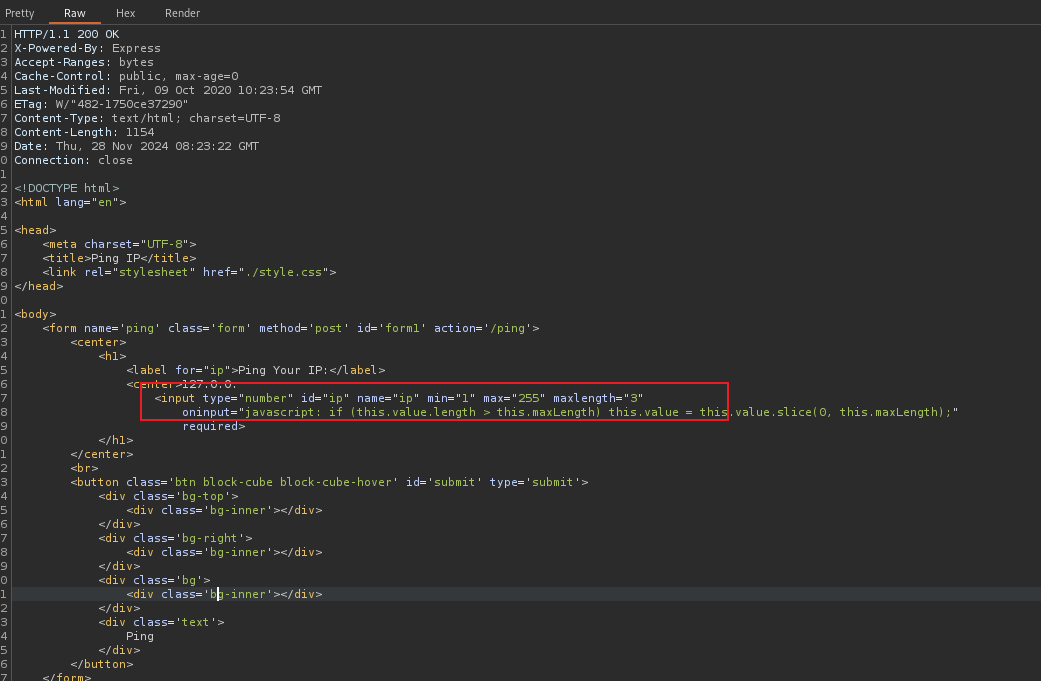 Pretty Raw Hex Render
1 HTTP/1.1 200 OK
2 X-Powered-By: Express
3 Accept-Ranges: bytes
4 Cache-Control: public, max-age=0
5 Last-Modified: Fri, 09 Oct 2020 10:23:54 GMT
6 ETag: W/"482-1750ce37290"
7 Content-Type: text/html; charset=UTF-8
8 Content-Length: 1154
9 Date: Thu, 28 Nov 2024 08:23:22 GMT
0 Connection: close
1
2 <!DOCTYPE html>
3 <html lang="en">
4
5 <head>
6     <meta charset="UTF-8">
7     <title>Ping IP</title>
8     <link rel="stylesheet" href="./style.css">
9 </head>
0
1 <body>
2     <form name='ping' class='form' method='post' id='form1' action='/ping'>
3         <center>
4             <h1>
5                 <label for="ip">Ping Your IP:</label>
6                 <center>127.0.0.
7                     <input type="number" id="ip" name="ip" min="1" max="255" maxlength="3"
8                         oninput="javascript: if (this.value.length > this.maxLength) this.value = this.value.slice(0, this.maxLength);"
9                         required>
0             </h1>
1         </center>
2         <br>
3         <button class='btn block-cube block-cube-hover' id='submit' type='submit'>
4             <div class='bg-top'>
5                 <div class='bg-inner'></div>
6             </div>
7             <div class='bg-right'>
8                 <div class='bg-inner'></div>
9             </div>
0             <div class='bg'>
1                 <div class='bg-inner'></div>
2             </div>
3             <div class='text'>
4                 Ping
5             </div>
6         </button>
7     </form>